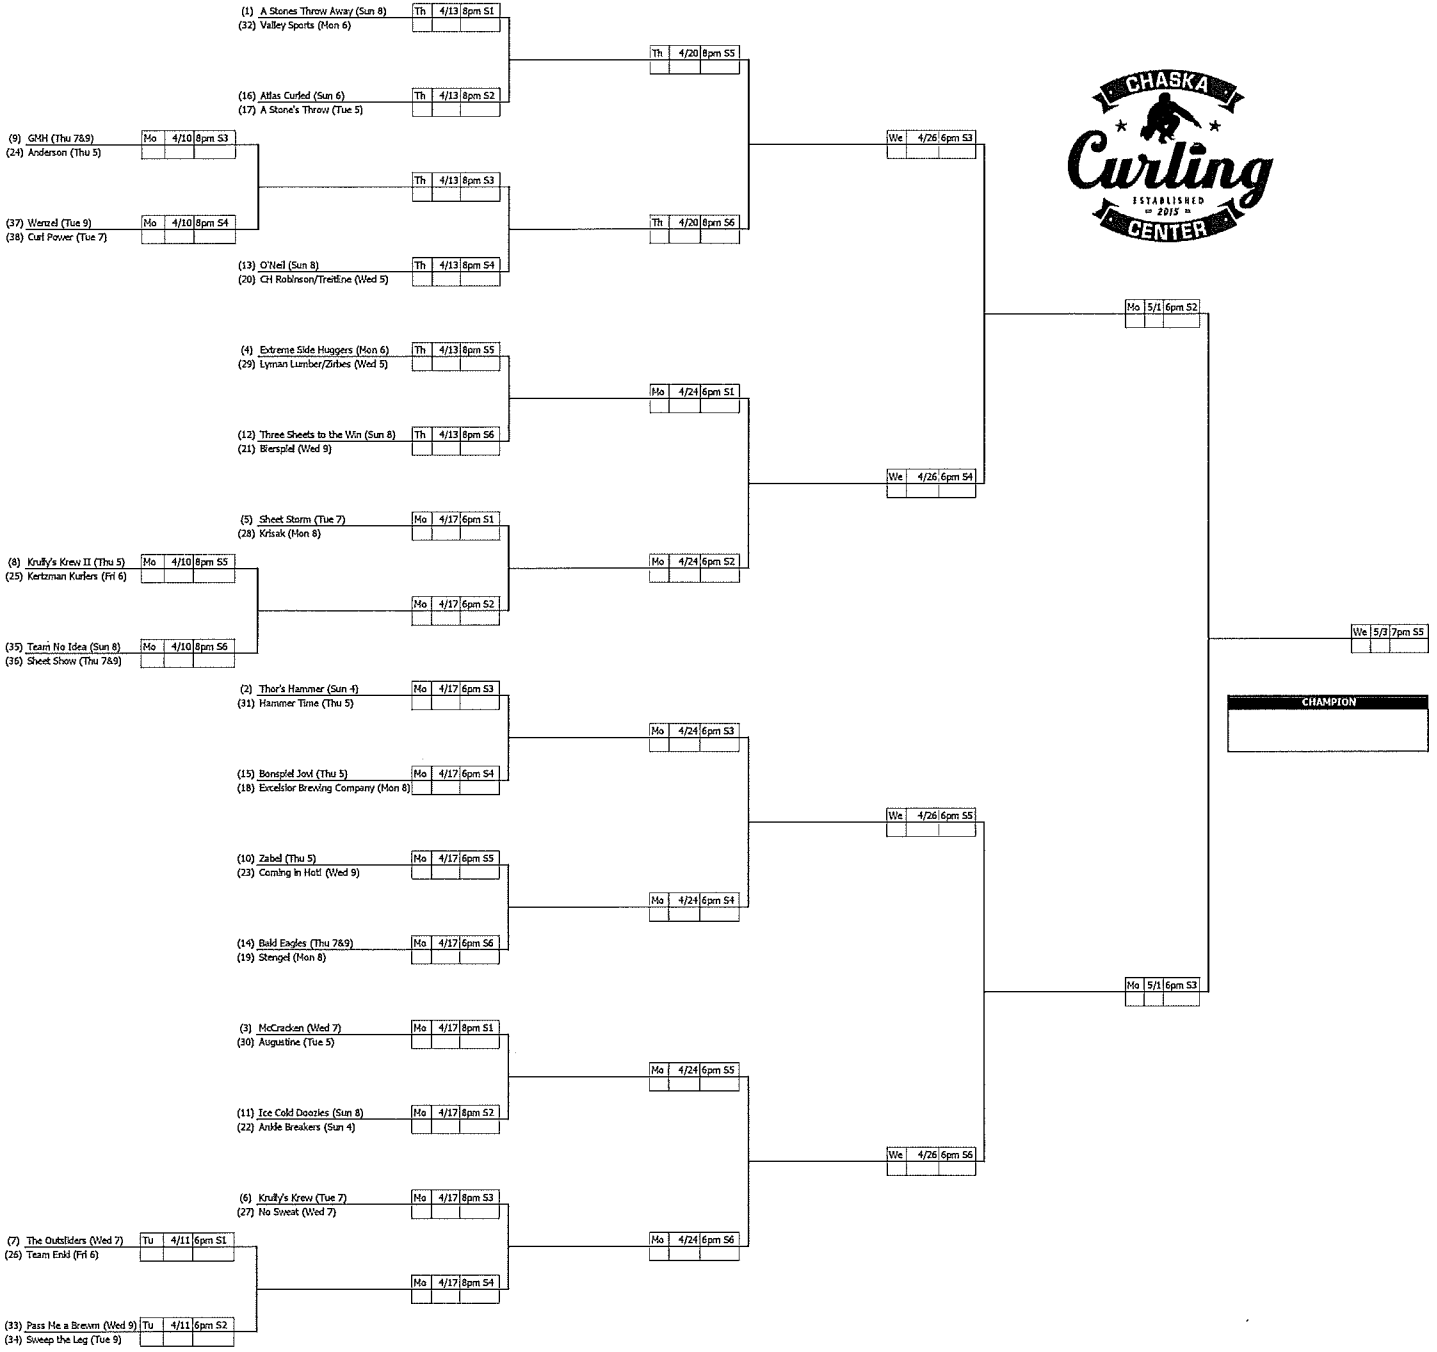 (1) A Stones Throw Away (Sun 8) Th 4/13 8pm S1
(32) Valley Sports (Mon 6)
Th 4/20 8pm S5
(16) Atlas Curled (Sun 6) Th 4/13 8pm S2
(17) A Stone's Throw (Tue 5)
CHASKA
Curling
ESTABLISHED
2015
CENTER
(9) GMH (Thu 7&9) Mo 4/10 8pm S3
(24) Anderson (Thu 5)
We 4/26 6pm S3
Th 4/13 8pm S3
(37) Wenzel (Tue 9) Mo 4/10 8pm S4
(38) Curl Power (Tue 7)
Th 4/20 8pm S6
(13) O'Neil (Sun 8) Th 4/13 8pm S4
(20) CH Robinson/Treitline (Wed 5)
Mo 5/1 6pm S2
(4) Extreme Side Huggers (Mon 6) Th 4/13 8pm S5
(29) Lyman Lumber/Zirbes (Wed 5)
Mo 4/24 6pm S1
(12) Three Sheets to the Win (Sun 8) Th 4/13 8pm S6
(21) Bierspiel (Wed 9)
We 4/26 6pm S4
(5) Sheet Storm (Tue 7) Mo 4/17 6pm S1
(28) Krisak (Mon 8)
(8) Krully's Krew II (Thu 5) Mo 4/10 8pm S5
(25) Kertzman Kurlers (Fri 6)
Mo 4/24 6pm S2
Mo 4/17 6pm S2
We 5/3 7pm S5
(35) Team No Idea (Sun 8) Mo 4/10 8pm S6
(36) Sheet Show (Thu 7&9)
(2) Thor's Hammer (Sun 4) Mo 4/17 6pm S3
(31) Hammer Time (Thu 5)
CHAMPION
Mo 4/24 6pm S3
(15) Bonspiel Jovi (Thu 5) Mo 4/17 6pm S4
(18) Excelsior Brewing Company (Mon 8)
We 4/26 6pm S5
(10) Zabel (Thu 5) Mo 4/17 6pm S5
(23) Coming in Hot! (Wed 9)
Mo 4/24 6pm S4
(14) Bald Eagles (Thu 7&9) Mo 4/17 6pm S6
(19) Stengel (Mon 8)
Mo 5/1 6pm S3
(3) McCracken (Wed 7) Mo 4/17 8pm S1
(30) Augustine (Tue 5)
Mo 4/24 6pm S5
(11) Ice Cold Doozies (Sun 8) Mo 4/17 8pm S2
(22) Ankle Breakers (Sun 4)
We 4/26 6pm S6
(6) Krully's Krew (Tue 7) Mo 4/17 8pm S3
(27) No Sweat (Wed 7)
(7) The Outsliders (Wed 7) Tu 4/11 6pm S1
(26) Team Enki (Fri 6)
Mo 4/24 6pm S6
Mo 4/17 8pm S4
(33) Pass Me a Brewm (Wed 9) Tu 4/11 6pm S2
(34) Sweep the Leg (Tue 9)